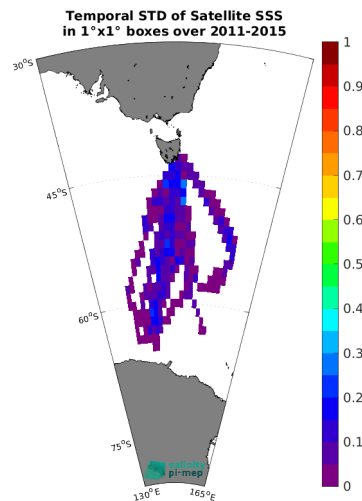 Temporal STD of Satellite SSS
in 1°x1° boxes over 2011-2015
30°S
45°S
60°S
75°S
130°E
165°E
1
0.9
0.8
0.7
0.6
0.5
0.4
0.3
0.2
0.1
0
salinity
pi-mep